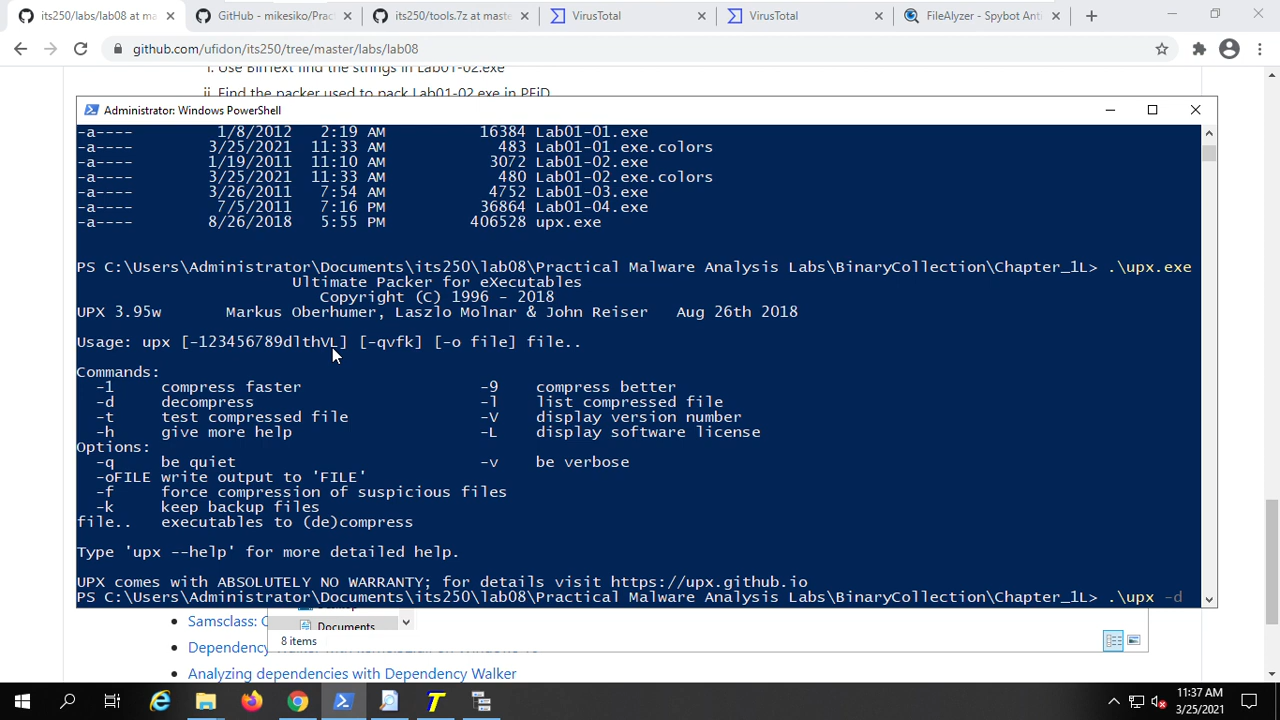 its250/labs/lab08 at ma
GitHub - mikesiko/Prac
its250/tools.7z at maste
VirusTotal
VirusTotal
FileAlyzer - Spybot Anti
github.com/ufidon/its250/tree/master/labs/lab08
i. Use BinText find the strings in Lab01-02.exe
ii. Find the packer used to pack Lab01-02.exe in PEiD
Administrator: Windows PowerShell
-a---- 1/8/2012 2:19 AM 16384 Lab01-01.exe
-a---- 3/25/2021 11:33 AM 483 Lab01-01.exe.colors
-a---- 1/19/2011 11:10 AM 3072 Lab01-02.exe
-a---- 3/25/2021 11:33 AM 480 Lab01-02.exe.colors
-a---- 3/26/2011 7:54 AM 4752 Lab01-03.exe
-a---- 7/5/2011 7:16 PM 36864 Lab01-04.exe
-a---- 8/26/2018 5:55 PM 406528 upx.exe
PS C:\Users\Administrator\Documents\its250\lab08\Practical Malware Analysis Labs\BinaryCollection\Chapter_1L> .\upx.exe
Ultimate Packer for eXecutables
Copyright (C) 1996 - 2018
UPX 3.95w Markus Oberhumer, Laszlo Molnar & John Reiser Aug 26th 2018
Usage: upx [-123456789dlthVL] [-qvfk] [-o file] file..
Commands:
-1 compress faster -9 compress better
-d decompress -l list compressed file
-t test compressed file -V display version number
-h give more help -L display software license
Options:
-q be quiet -v be verbose
-oFILE write output to 'FILE'
-f force compression of suspicious files
-k keep backup files
file.. executables to (de)compress
Type 'upx --help' for more detailed help.
UPX comes with ABSOLUTELY NO WARRANTY; for details visit https://upx.github.io
PS C:\Users\Administrator\Documents\its250\lab08\Practical Malware Analysis Labs\BinaryCollection\Chapter_1L> .\upx -d
Samsclass:
Documents
8 items
Dependency Walker
Analyzing dependencies with Dependency Walker
11:37 AM
3/25/2021